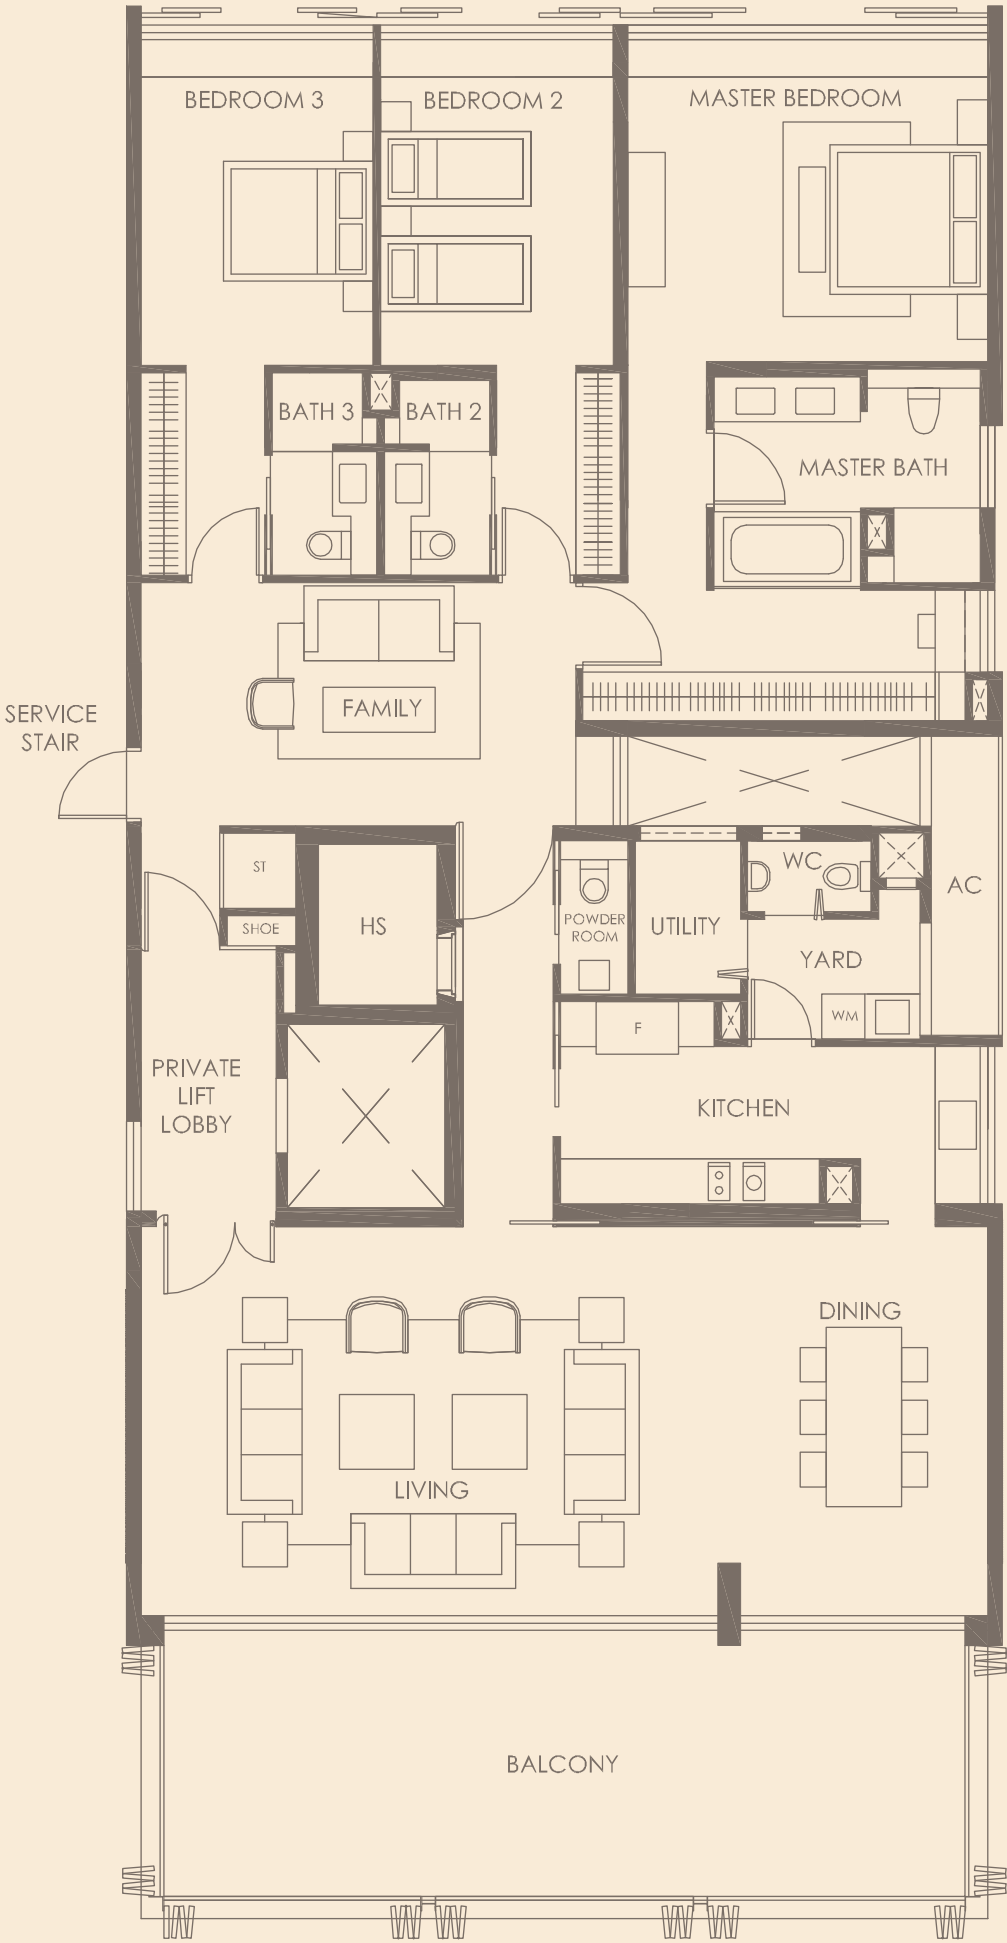 BEDROOM 3
BEDROOM 2
MASTER BEDROOM
BATH 3
BATH 2
MASTER BATH
FAMILY
SERVICE
STAIR
ST
SHOE
HS
POWDER
ROOM
UTILITY
WC
YARD
AC
WM
F
PRIVATE
LIFT
LOBBY
KITCHEN
DINING
LIVING
BALCONY